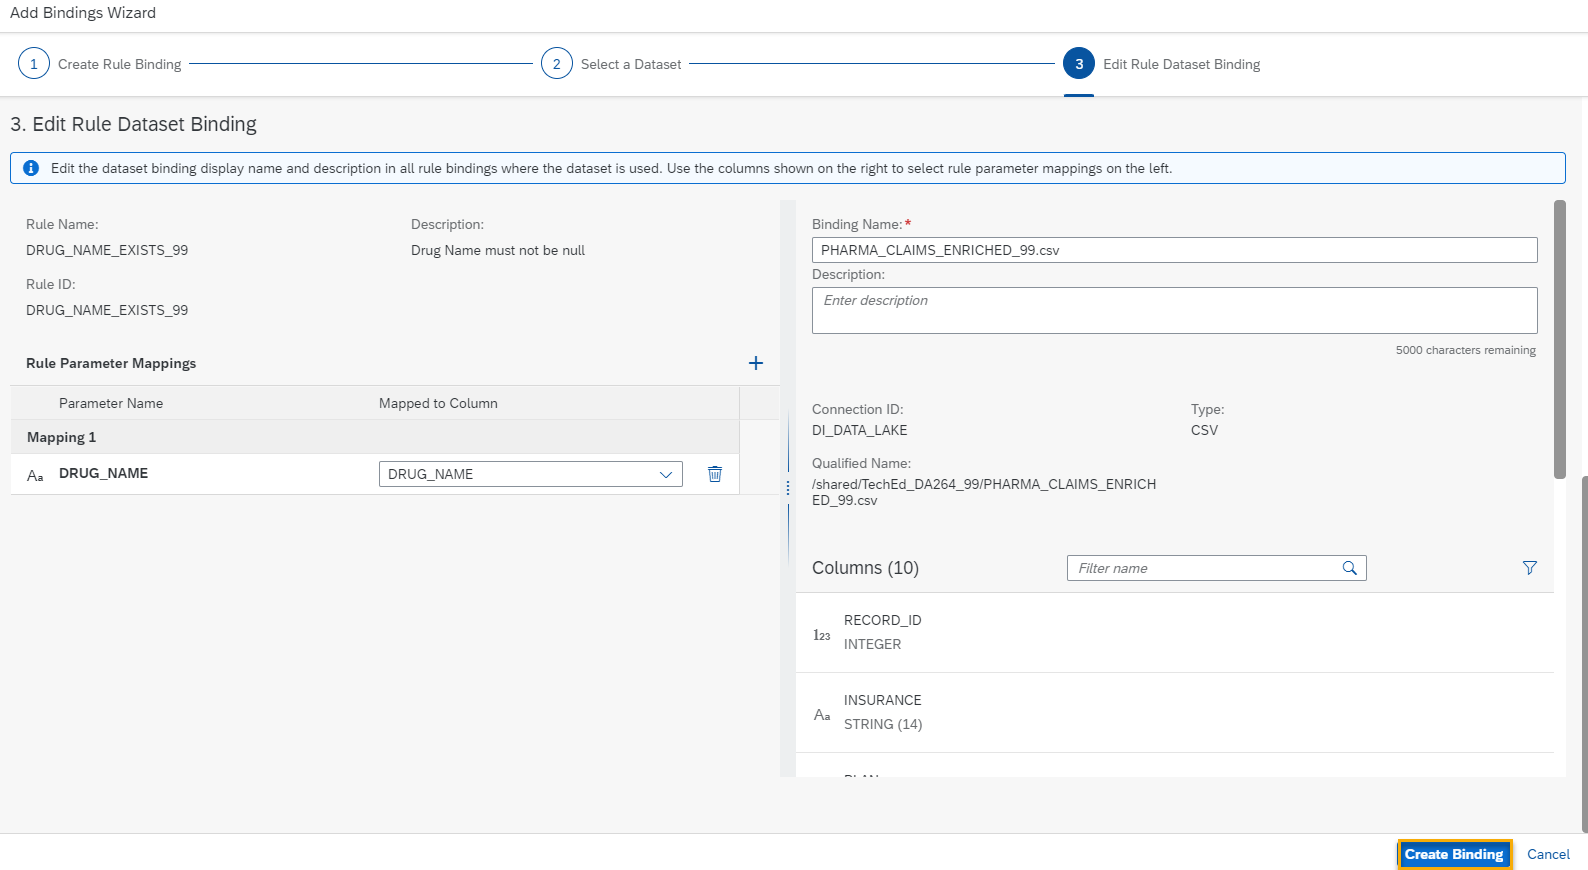 Add Bindings Wizard
1 Create Rule Binding
2 Select a Dataset
3 Edit Rule Dataset Binding
3. Edit Rule Dataset Binding
Edit the dataset binding display name and description in all rule bindings where the dataset is used. Use the columns shown on the right to select rule parameter mappings on the left.
Rule Name:
DRUG_NAME_EXISTS_99
Description:
Drug Name must not be null
Rule ID:
DRUG_NAME_EXISTS_99
Rule Parameter Mappings
Parameter Name
Mapped to Column
Mapping 1
Aa DRUG_NAME
DRUG_NAME
Binding Name:*
PHARMA_CLAIMS_ENRICHED_99.csv
Description:
Enter description
5000 characters remaining
Connection ID:
DI_DATA_LAKE
Type:
CSV
Qualified Name:
/shared/TechEd_DA264_99/PHARMA_CLAIMS_ENRICH
ED_99.csv
Columns (10)
Filter name
123
RECORD_ID
INTEGER
Aa
INSURANCE
STRING (14)
Create Binding
Cancel